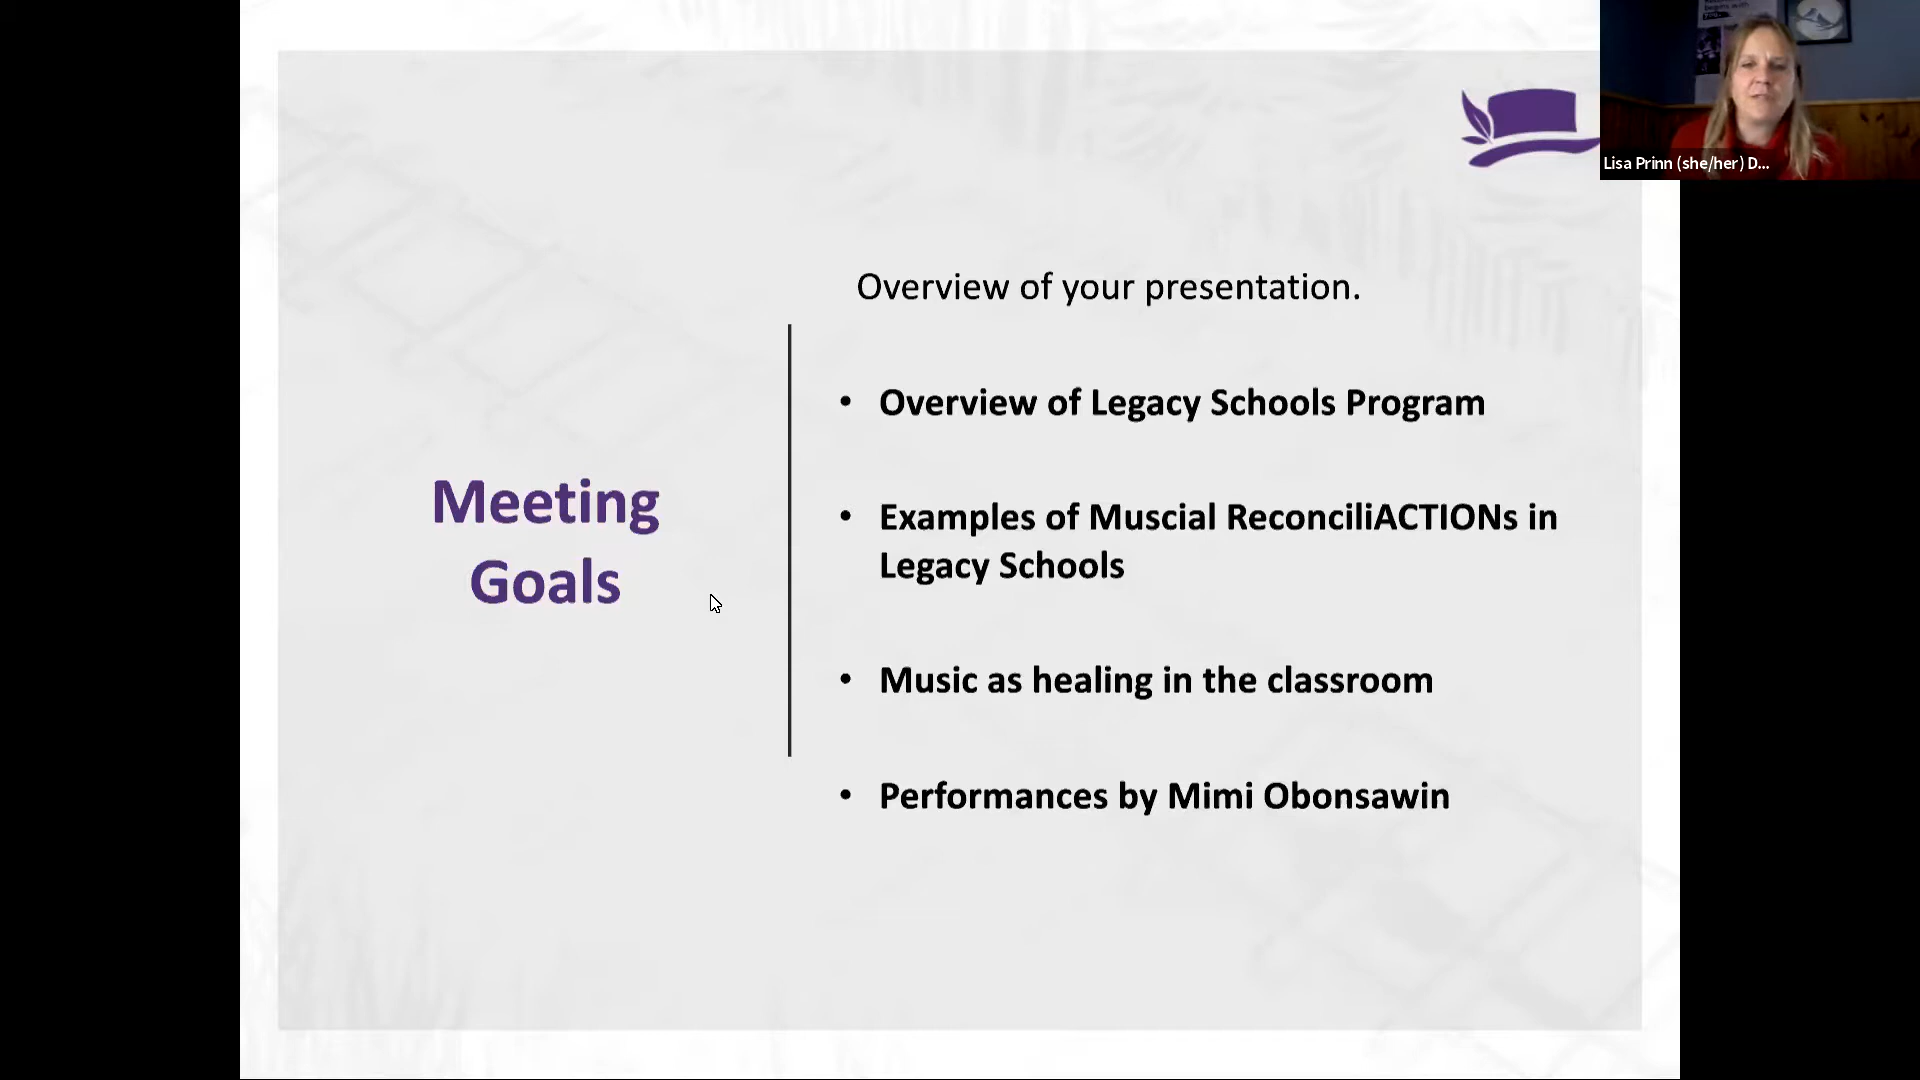 Lisa Prinn (she/her) D...
Overview of your presentation.
Meeting
Goals
• Overview of Legacy Schools Program
• Examples of Muscial ReconciliACTIONs in
Legacy Schools
• Music as healing in the classroom
• Performances by Mimi Obonsawin